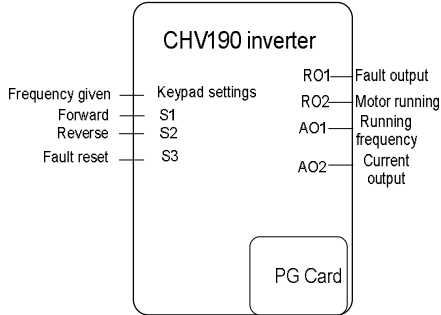 CHV190 inverter
Frequency given Keypad settings
Forward S1
Reverse S2
Fault reset S3
RO1 Fault output
RO2 Motor running
AO1 Running
frequency
AO2 Current
output
PG Card